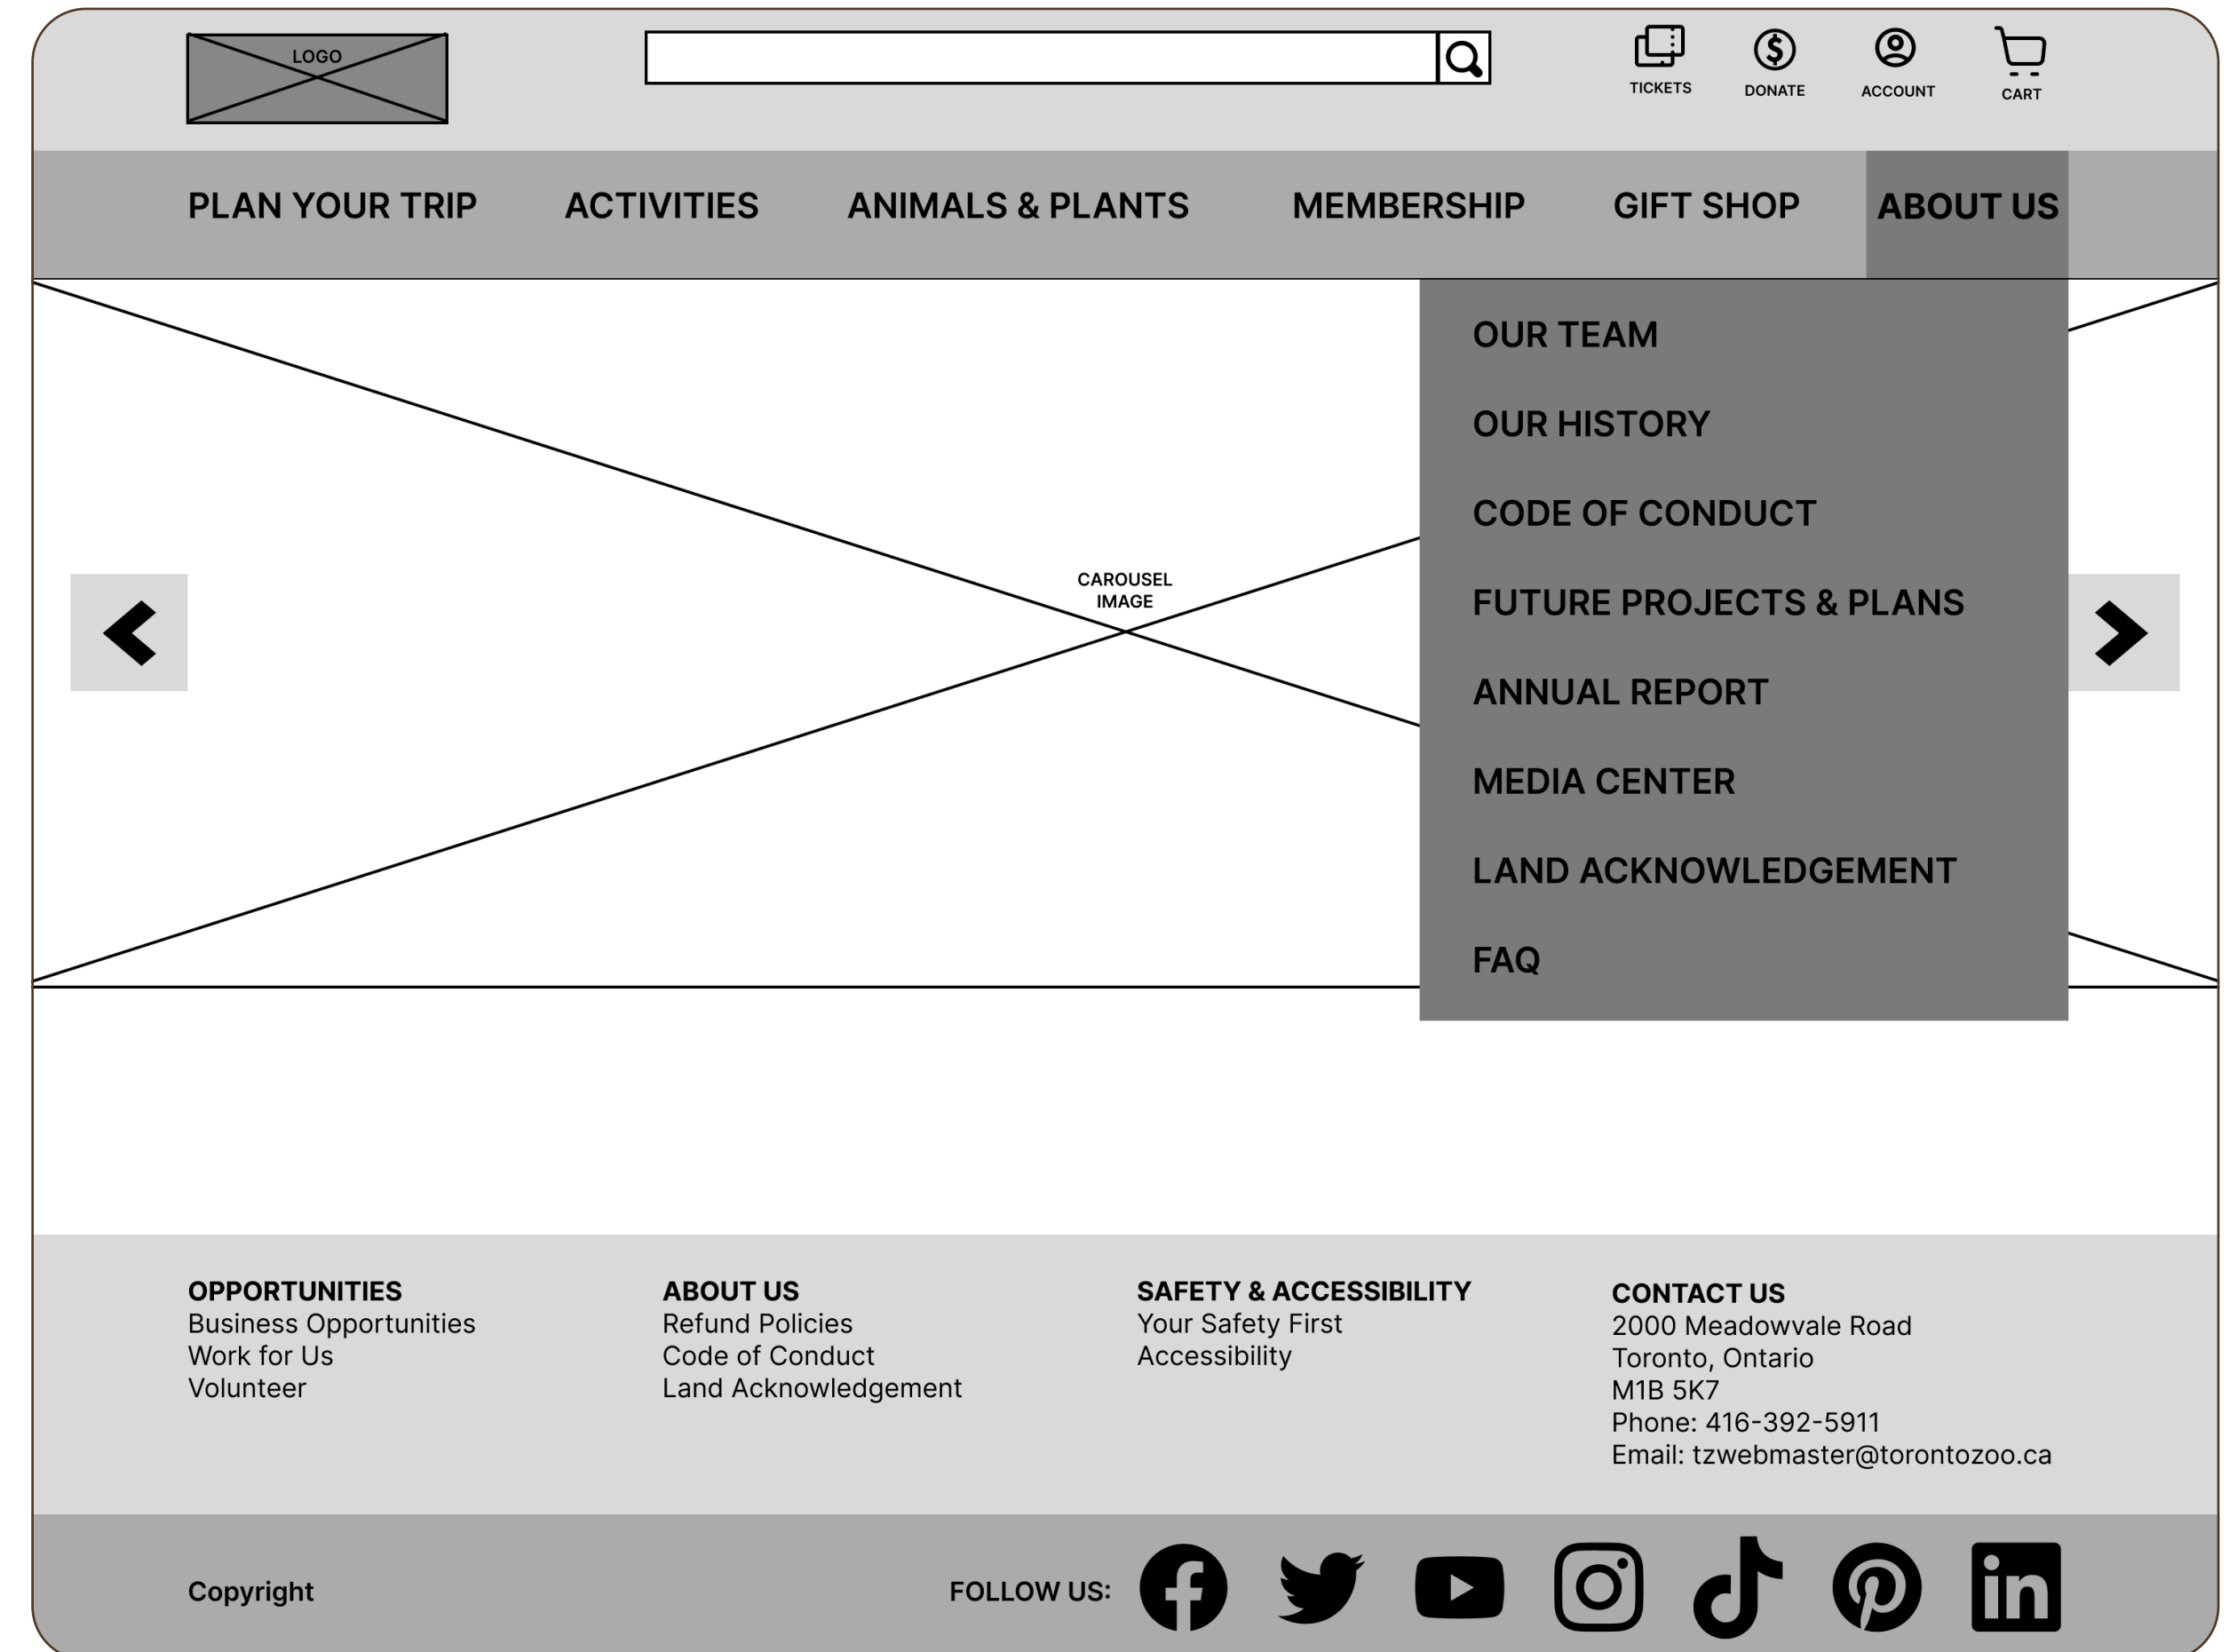 LOGO
TICKETS
DONATE
ACCOUNT
CART
PLAN YOUR TRIP
ACTIVITIES
ANIMALS & PLANTS
MEMBERSHIP
GIFT SHOP
ABOUT US
OUR TEAM
OUR HISTORY
CODE OF CONDUCT
CAROUSEL
IMAGE
FUTURE PROJECTS & PLANS
ANNUAL REPORT
MEDIA CENTER
LAND ACKNOWLEDGEMENT
FAQ
OPPORTUNITIES
Business Opportunities
Work for Us
Volunteer
ABOUT US
Refund Policies
Code of Conduct
Land Acknowledgement
SAFETY & ACCESSIBILITY
Your Safety First
Accessibility
CONTACT US
2000 Meadowvale Road
Toronto, Ontario
M1B 5K7
Phone: 416-392-5911
Email: tzwebmaster@torontozoo.ca
Copyright
FOLLOW US: